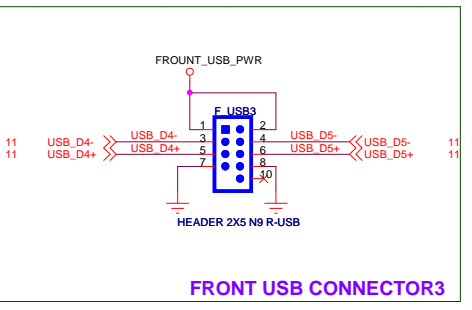 FROUNT_USB_PWR
F_USB3
1 2
11 USB_D4- USB_D4- 3 4 USB_D5- USB_D5- 11
11 USB_D4+ USB_D4+ 5 6 USB_D5+ USB_D5+ 11
7 8
10
HEADER 2X5 N9 R-USB
FRONT USB CONNECTOR3